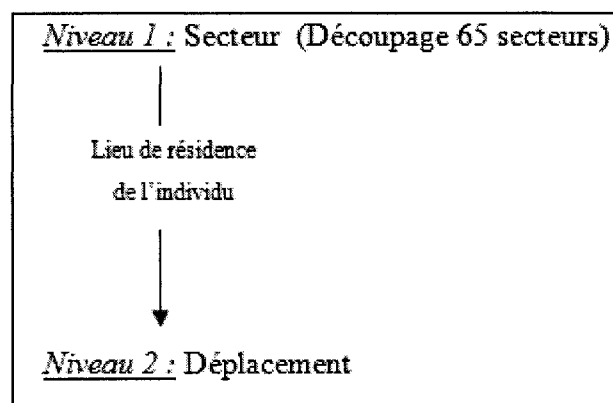 Niveau 1 : Secteur (Découpage 65 secteurs)
Lieu de résidence
de l'individu
Niveau 2 : Déplacement